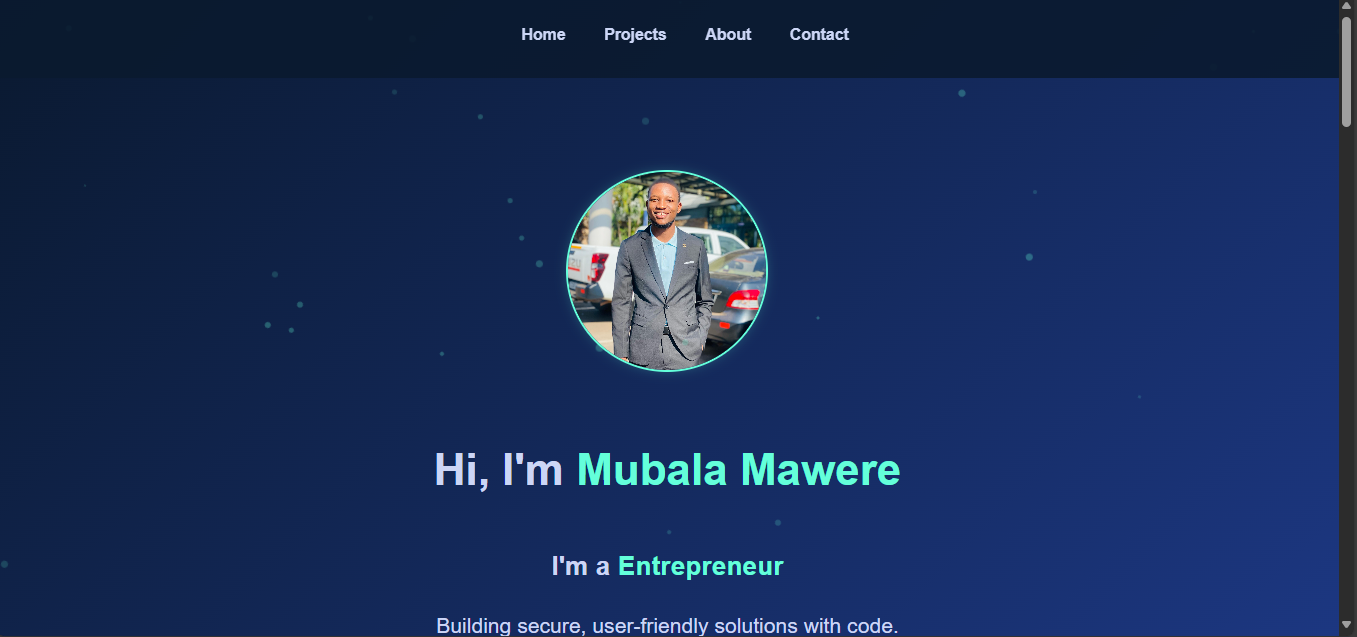 Home Projects About Contact
Hi, I'm Mubala Mawere
I'm a Entrepreneur
Building secure, user-friendly solutions with code.